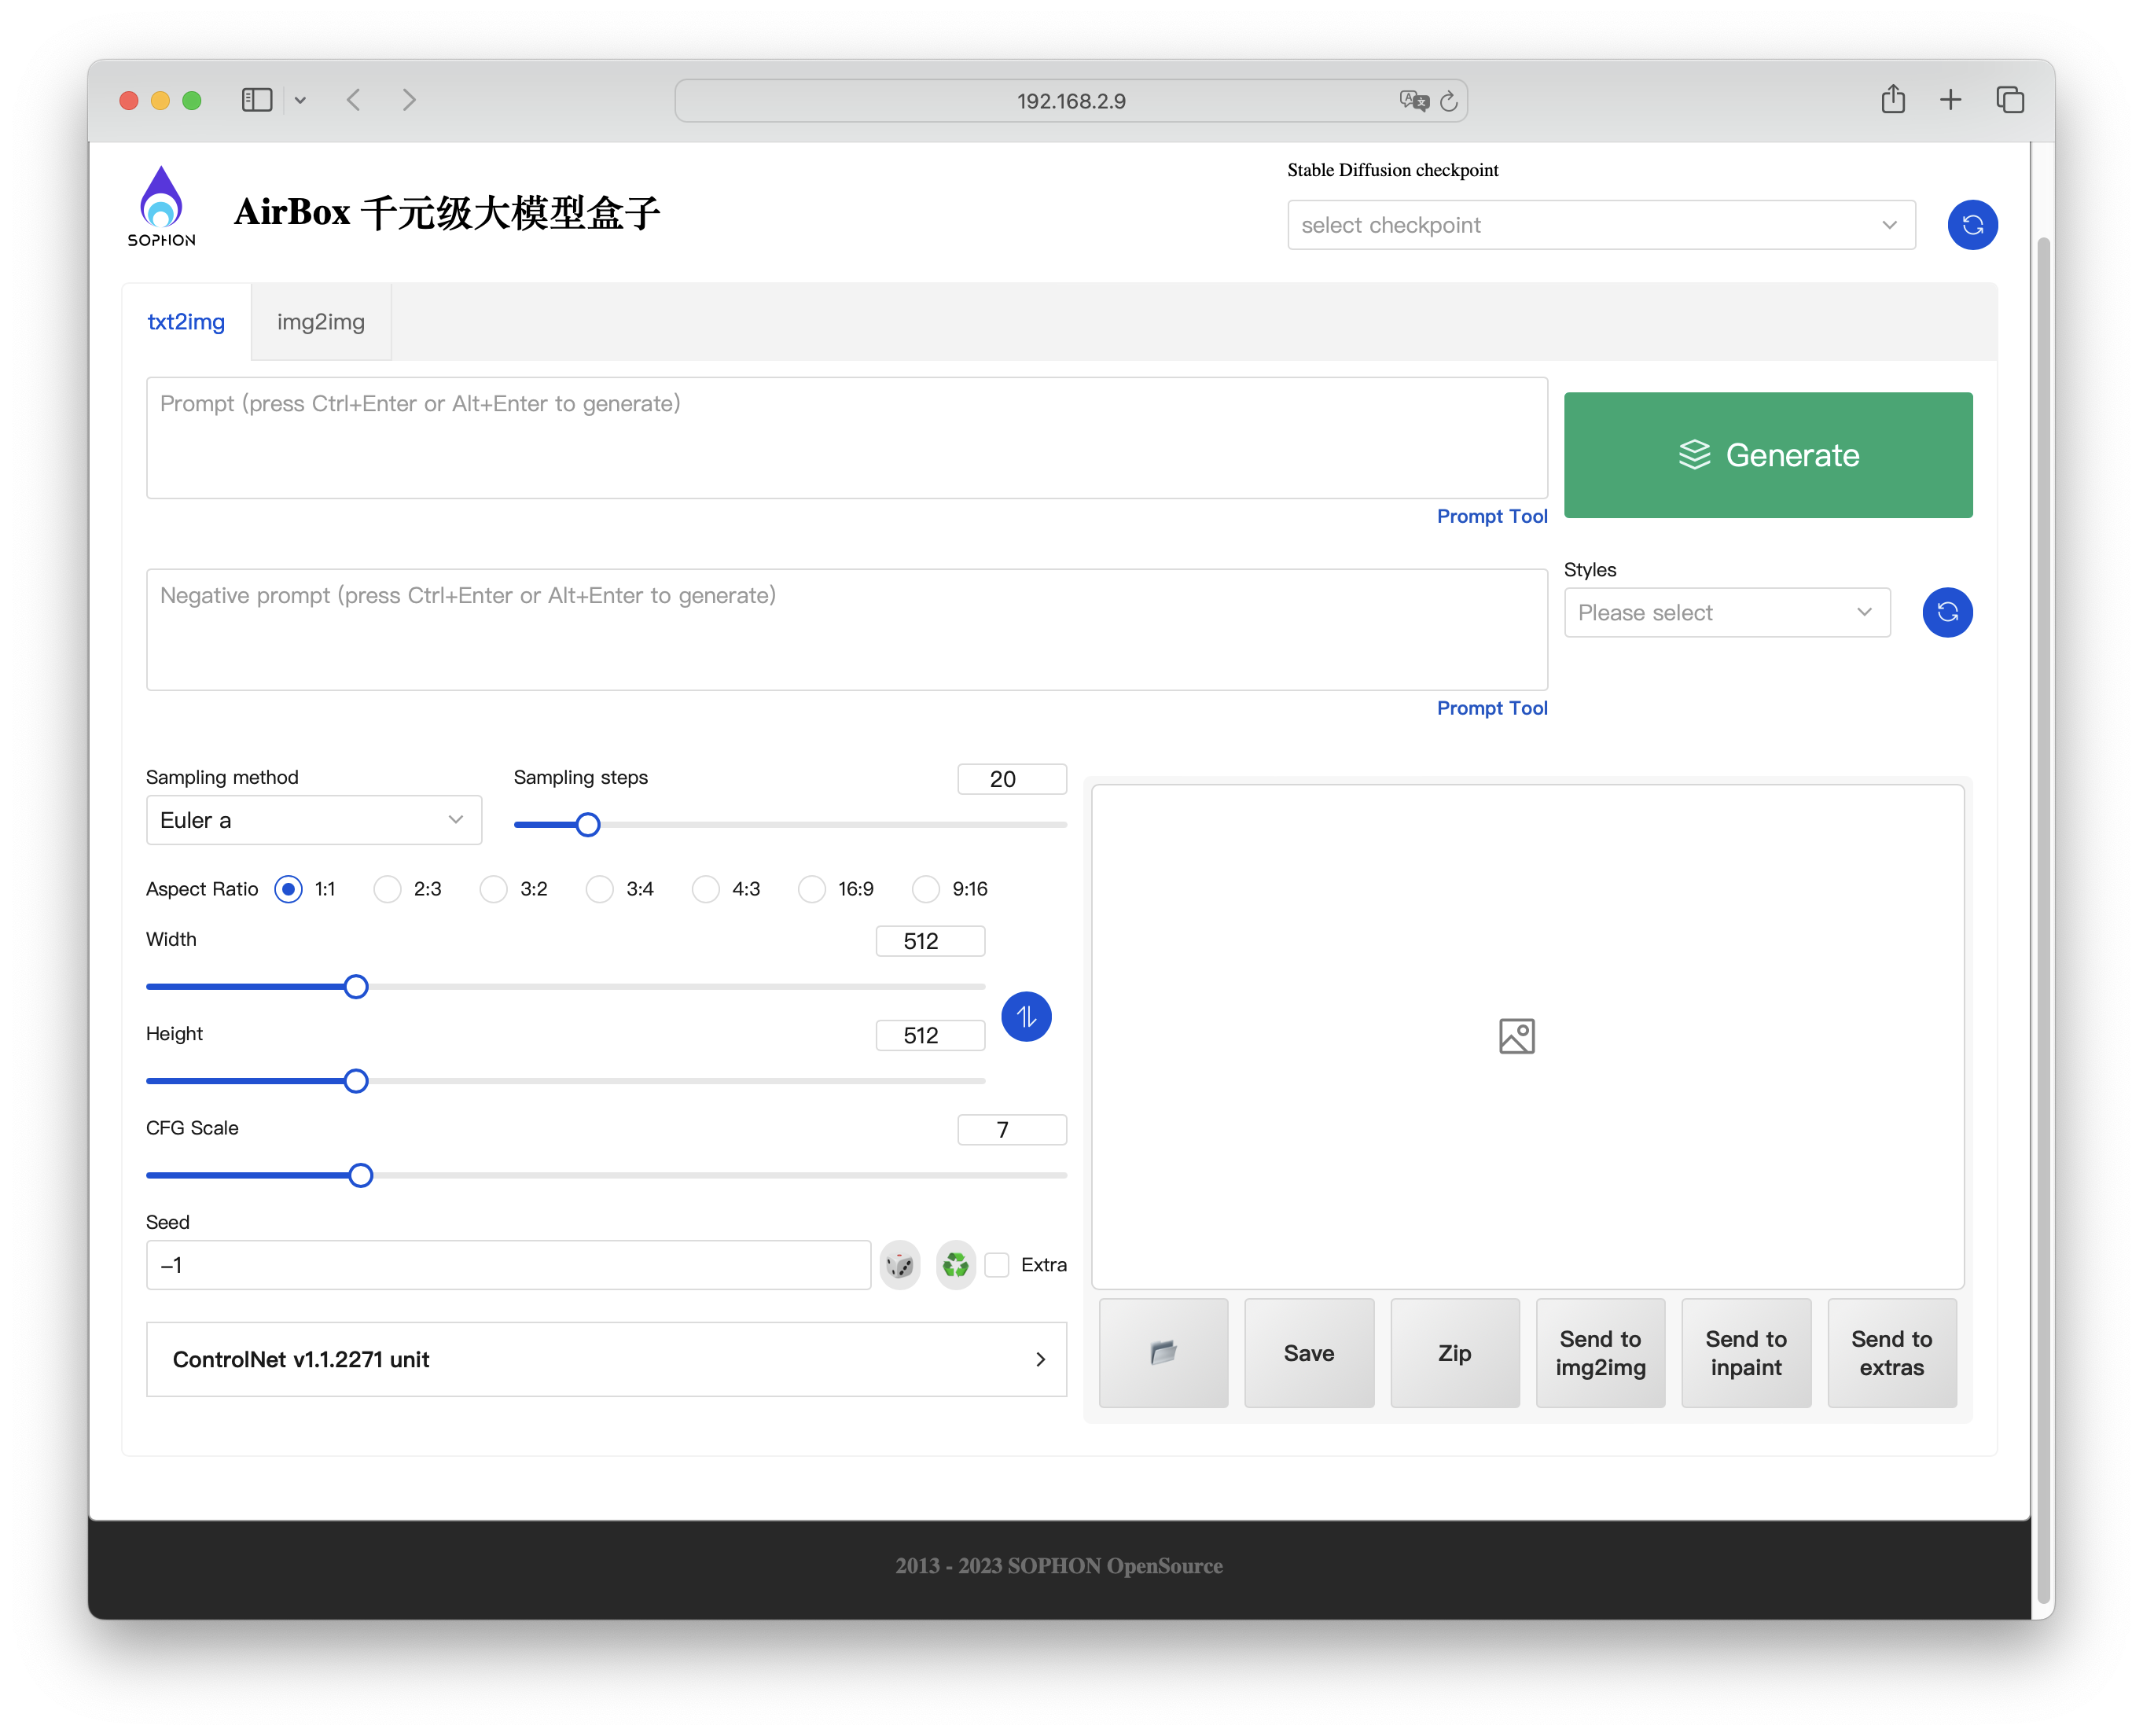 192.168.2.9
SOPHON
AirBox 千元级大模型盒子
Stable Diffusion checkpoint
select checkpoint
txt2img
img2img
Prompt (press Ctrl+Enter or Alt+Enter to generate)
Generate
Prompt Tool
Negative prompt (press Ctrl+Enter or Alt+Enter to generate)
Styles
Please select
Prompt Tool
Sampling method
Euler a
Sampling steps
20
Aspect Ratio 1:1 2:3 3:2 3:4 4:3 16:9 9:16
Width
512
Height
512
CFG Scale
7
Seed
–1
Extra
ControlNet v1.1.2271 unit
Save
Zip
Send to
img2img
Send to
inpaint
Send to
extras
2013 - 2023 SOPHON OpenSource